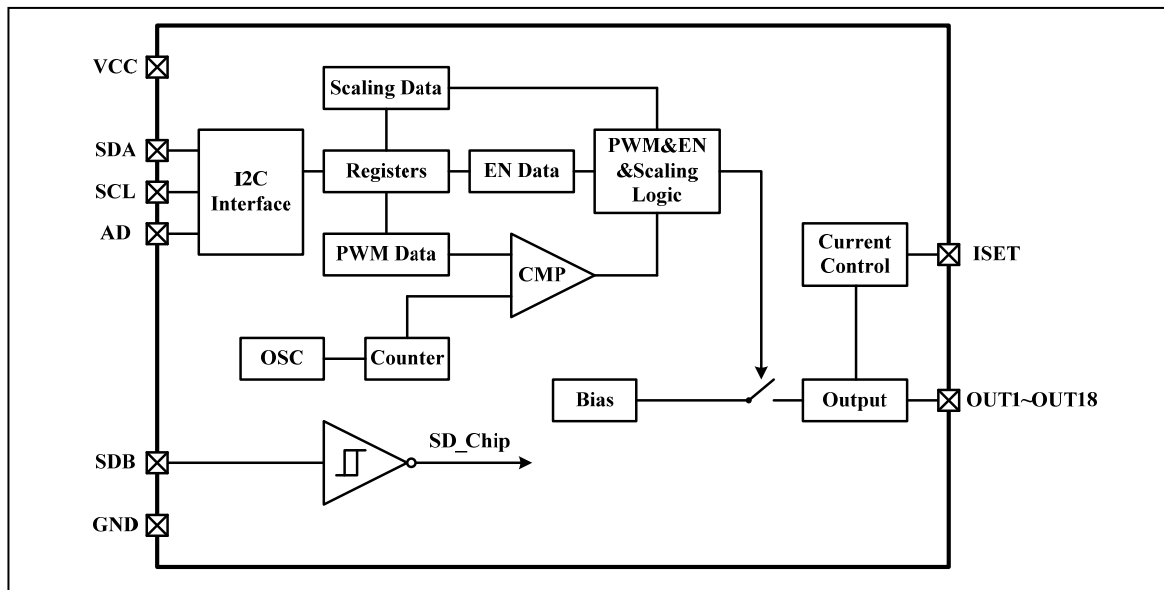 VCC
Scaling Data
SDA
SCL
AD
I2C
Interface
Registers
EN Data
PWM&EN
&Scaling
Logic
PWM Data
CMP
Current
Control
ISET
OSC
Counter
Bias
Output
OUT1~OUT18
SDB
SD_Chip
GND